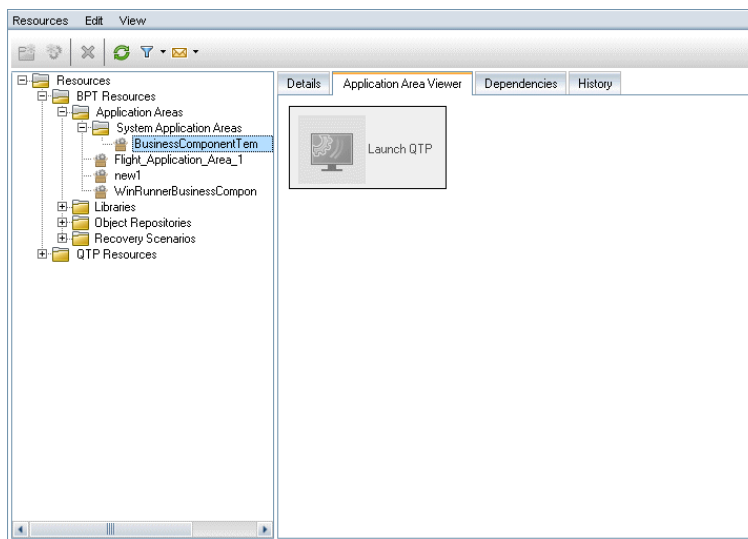 Resources Edit View
Resources
BPT Resources
Application Areas
System Application Areas
BusinessComponentTem
Flight_Application_Area_1
new1
WinRunnerBusinessCompon
Libraries
Object Repositories
Recovery Scenarios
QTP Resources
Details Application Area Viewer Dependencies History
Launch QTP